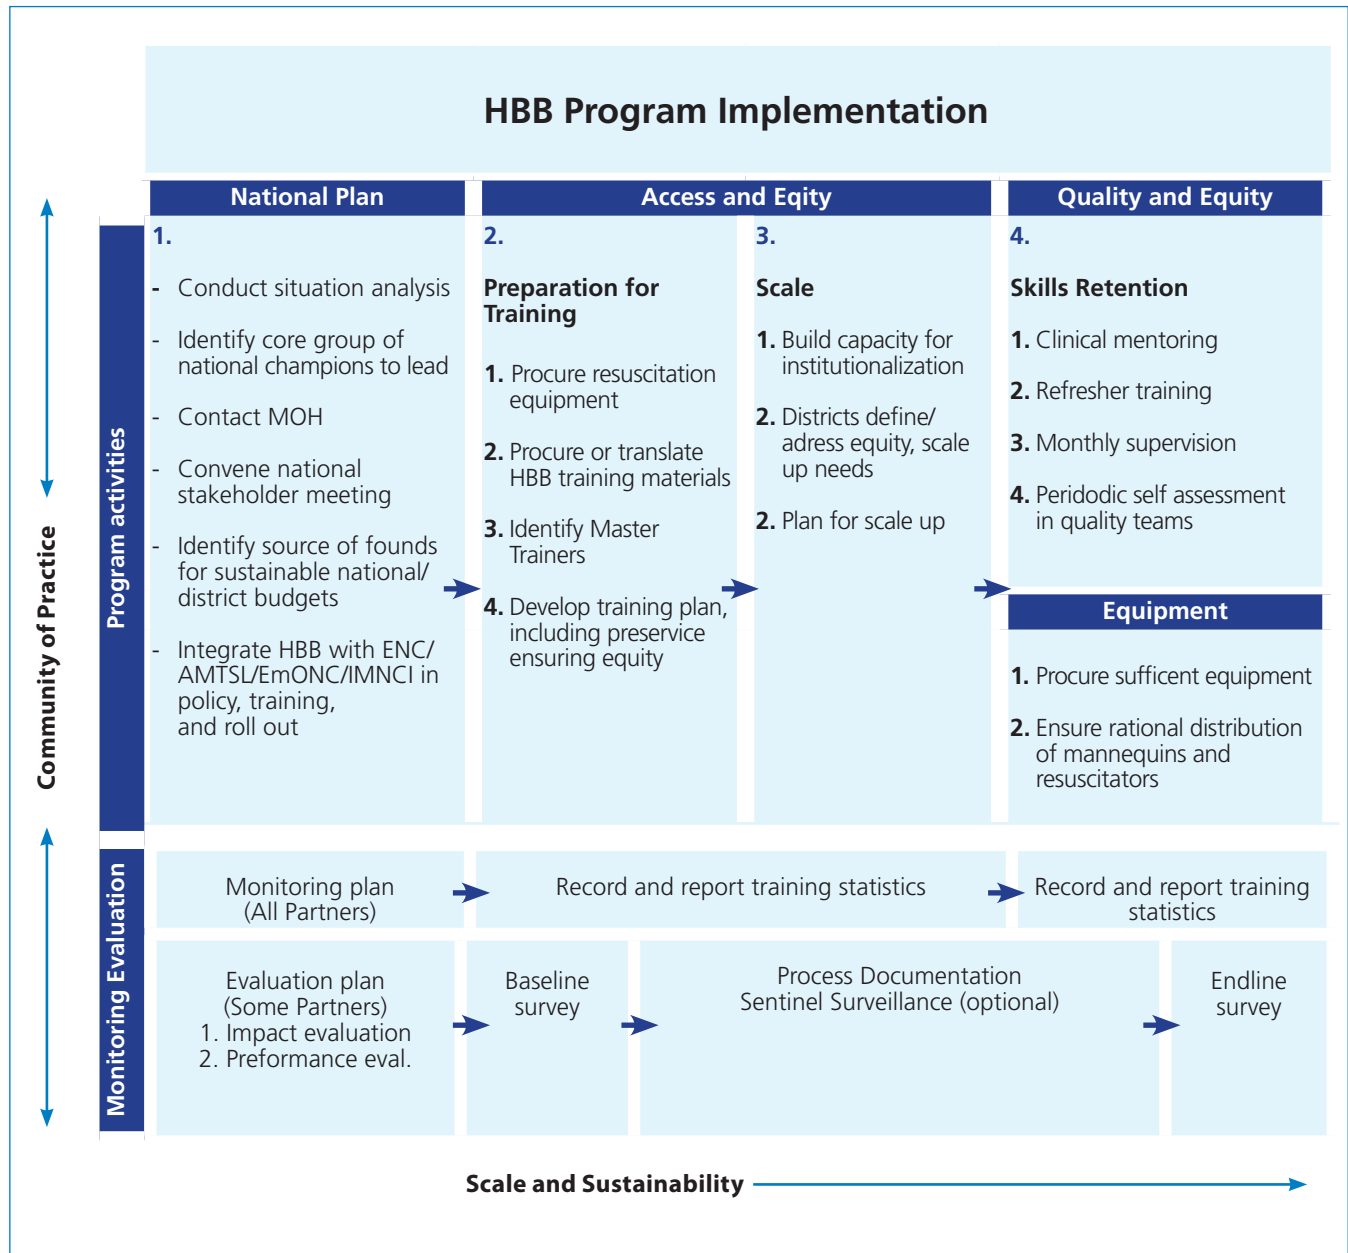 HBB Program Implementation
National Plan
Access and Eqity
Quality and Equity
Community of Practice
Program activities
1.
- Conduct situation analysis
- Identify core group of
national champions to lead
- Contact MOH
- Convene national
stakeholder meeting
- Identify source of founds
for sustainable national/
district budgets
- Integrate HBB with ENC/
AMTSL/EmONC/IMNCI in
policy, training,
and roll out
2.
Preparation for
Training
1. Procure resuscitation
equipment
2. Procure or translate
HBB training materials
3. Identify Master
Trainers
4. Develop training plan,
including preservice
ensuring equity
3.
Scale
1. Build capacity for
institutionalization
2. Districts define/
adress equity, scale
up needs
2. Plan for scale up
4.
Skills Retention
1. Clinical mentoring
2. Refresher training
3. Monthly supervision
4. Peridodic self assessment
in quality teams
Equipment
1. Procure sufficent equipment
2. Ensure rational distribution
of mannequins and
resuscitators
Monitoring Evaluation
Monitoring plan
(All Partners)
Record and report training statistics
Record and report training
statistics
Evaluation plan
(Some Partners)
1. Impact evaluation
2. Preformance eval.
Baseline
survey
Process Documentation
Sentinel Surveillance (optional)
Endline
survey
Scale and Sustainability